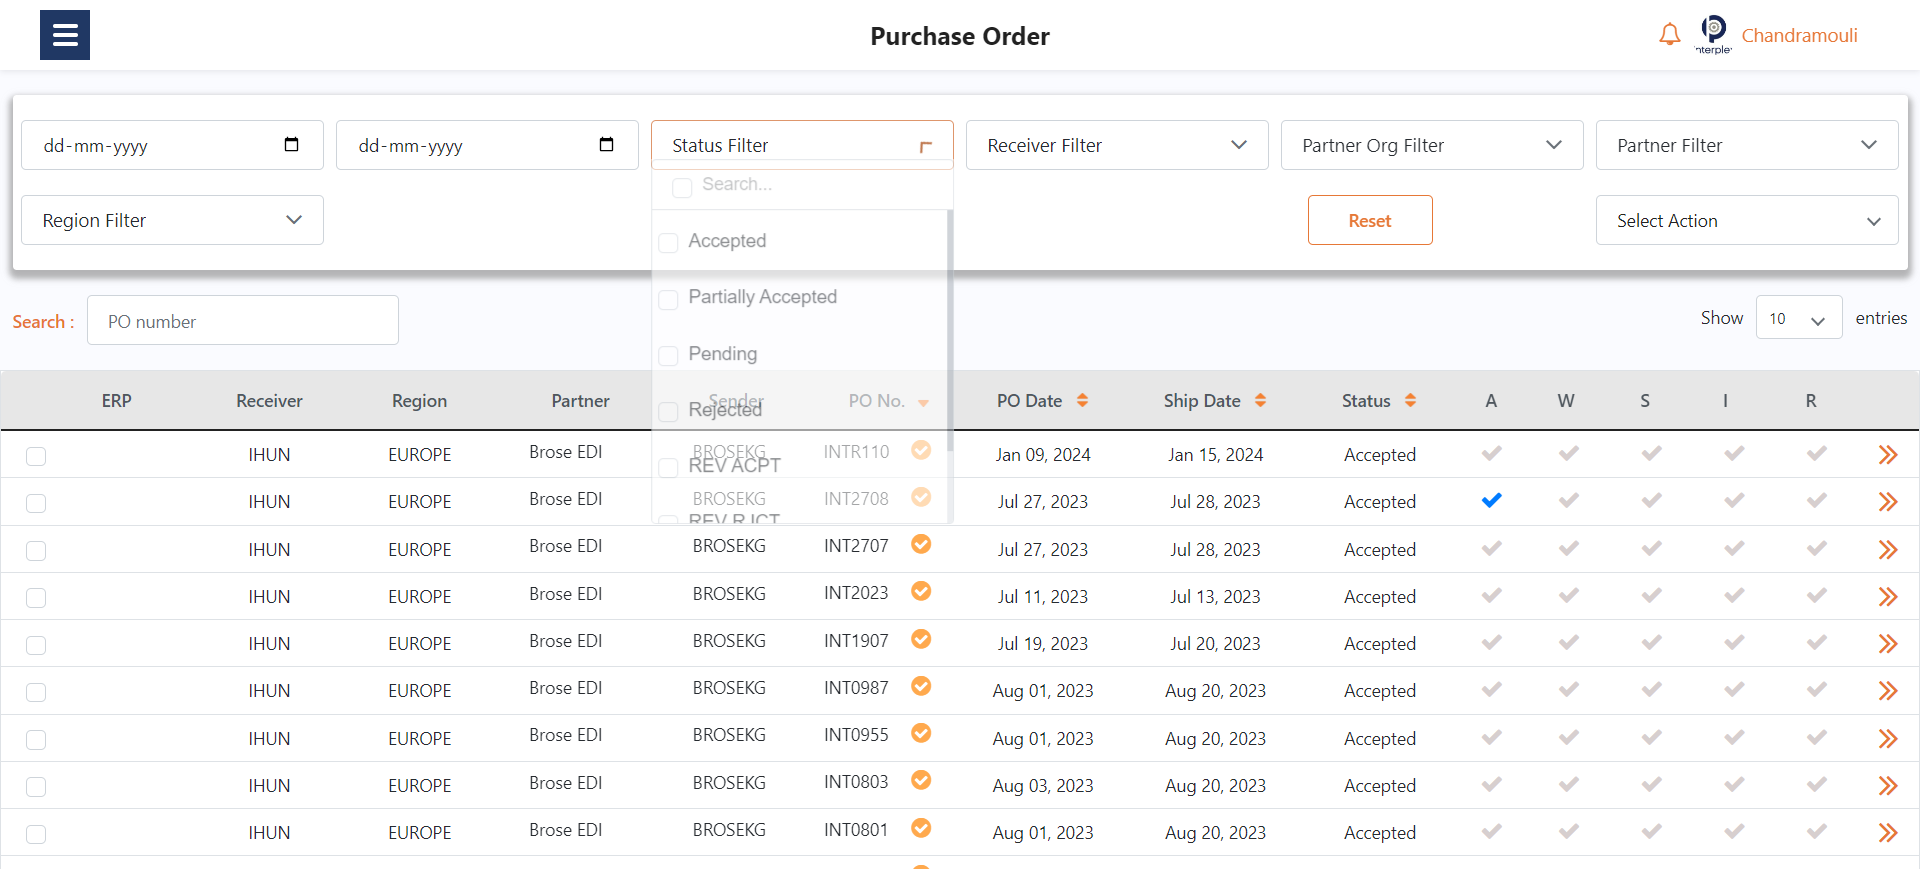 Purchase Order
nterple
Chandramouli
dd-mm-yyyy dd-mm-yyyy Status Filter Receiver Filter Partner Org Filter Partner Filter
Search...
Region Filter Reset Select Action
Accepted
Partially Accepted
Search : PO number Show 10 entries
Pending
ERP Receiver Region Partner Sender PO No. PO Date Ship Date Status A W S I R
Rejected
IHUN EUROPE Brose EDI BROSEKG INTR110 Jan 09, 2024 Jan 15, 2024 Accepted
REV ACPT
IHUN EUROPE Brose EDI BROSEKG INT2708 Jul 27, 2023 Jul 28, 2023 Accepted
REV RJCT
IHUN EUROPE Brose EDI BROSEKG INT2707 Jul 27, 2023 Jul 28, 2023 Accepted
IHUN EUROPE Brose EDI BROSEKG INT2023 Jul 11, 2023 Jul 13, 2023 Accepted
IHUN EUROPE Brose EDI BROSEKG INT1907 Jul 19, 2023 Jul 20, 2023 Accepted
IHUN EUROPE Brose EDI BROSEKG INT0987 Aug 01, 2023 Aug 20, 2023 Accepted
IHUN EUROPE Brose EDI BROSEKG INT0955 Aug 01, 2023 Aug 20, 2023 Accepted
IHUN EUROPE Brose EDI BROSEKG INT0803 Aug 03, 2023 Aug 20, 2023 Accepted
IHUN EUROPE Brose EDI BROSEKG INT0801 Aug 01, 2023 Aug 20, 2023 Accepted